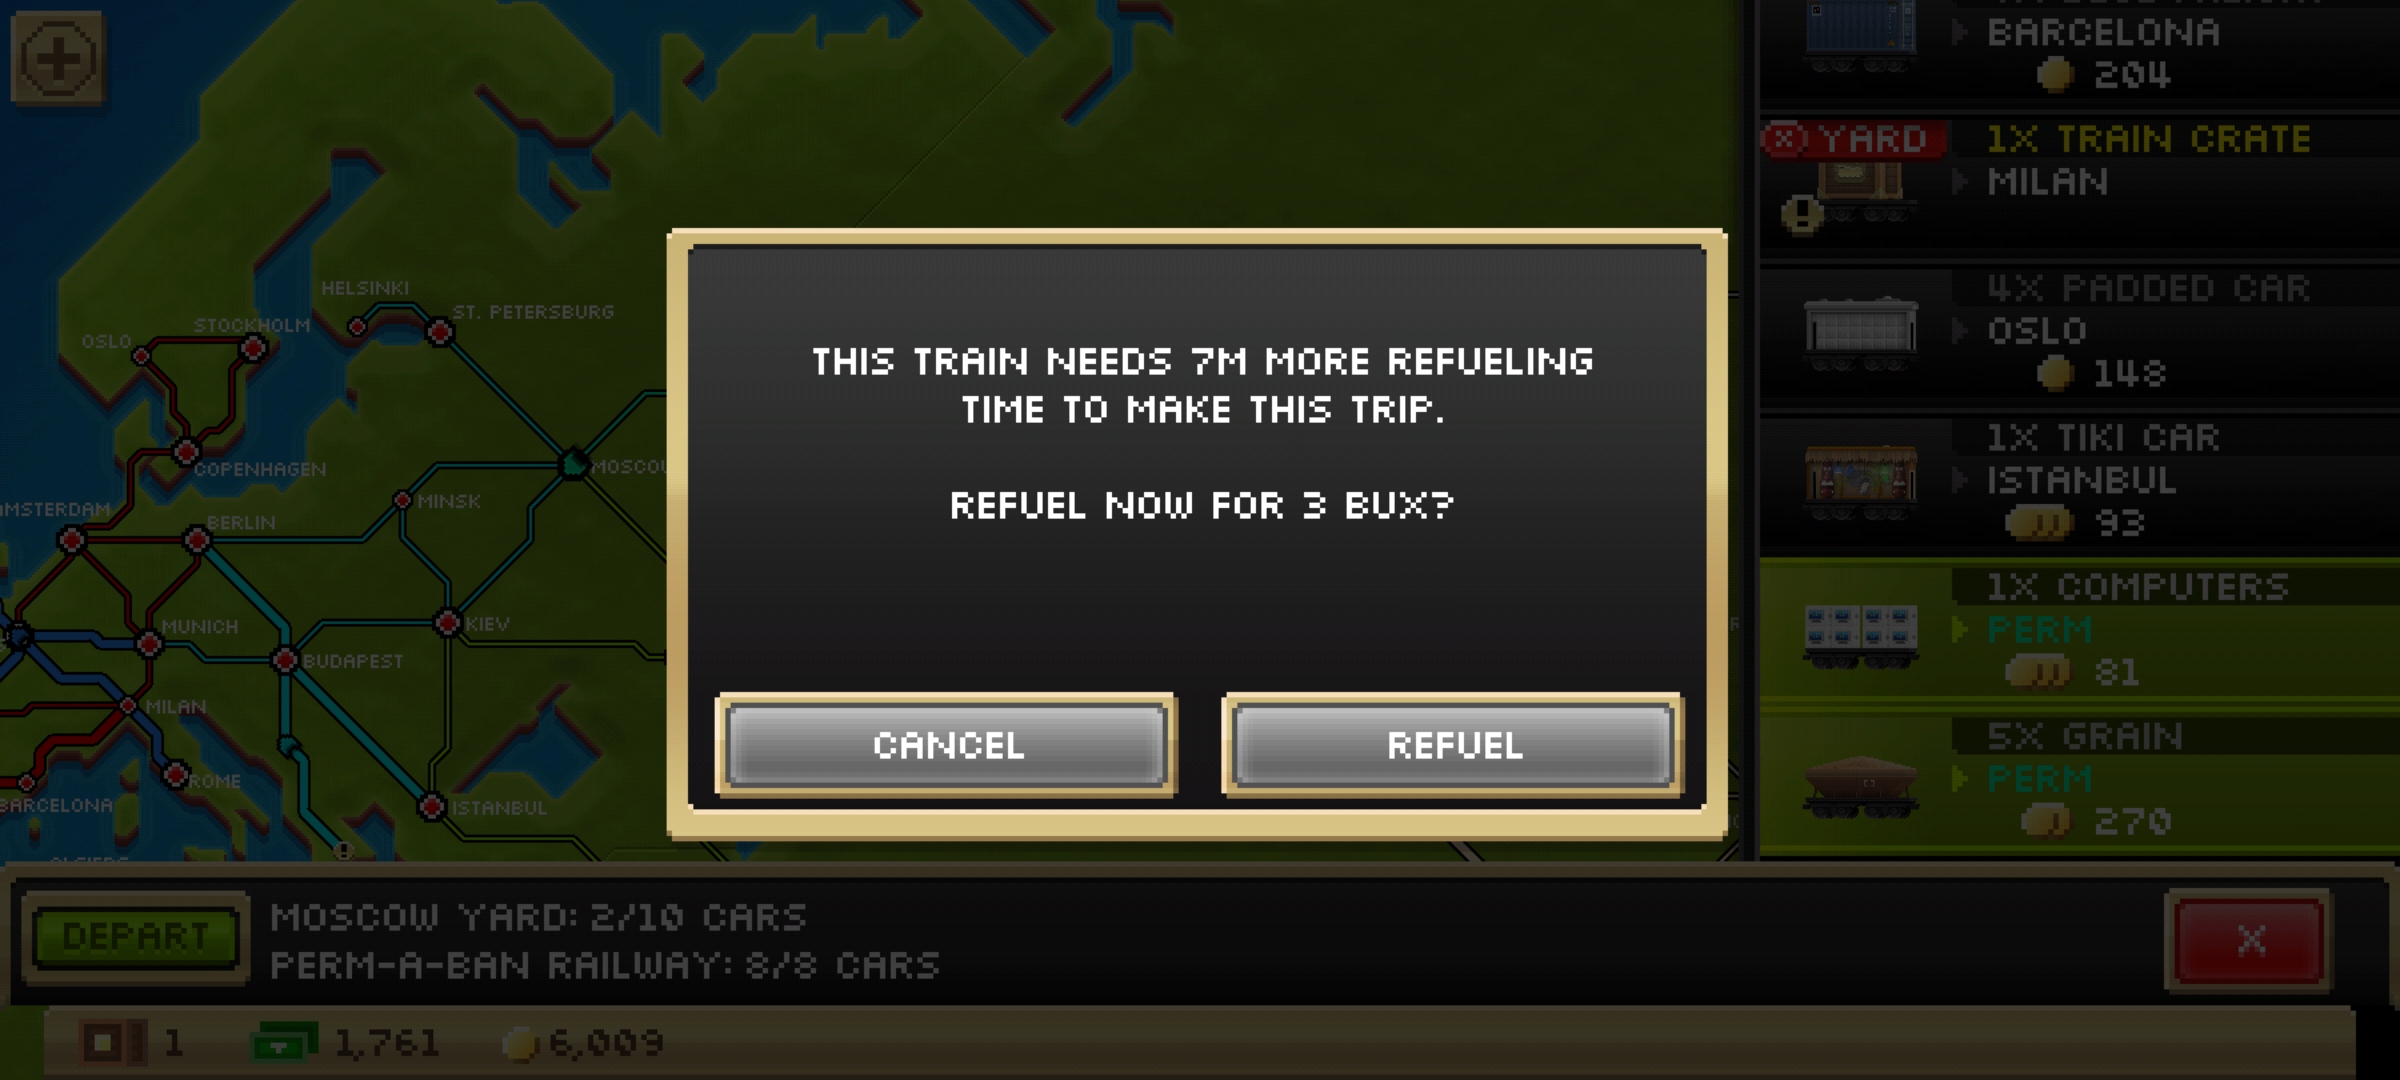 BARCELONA
204
YARD
1X TRAIN CRATE
MILAN
4X PADDED CAR
OSLO
148
1X TIKI CAR
ISTANBUL
93
1X COMPUTERS
PERM
81
5X GRAIN
PERM
270
HELSINKI
ST. PETERSBURG
STOCKHOLM
OSLO
COPENHAGEN
MINSK
AMSTERDAM
BERLIN
MUNICH
KIEV
BUDAPEST
MILAN
ROME
BARCELONA
ISTANBUL
THIS TRAIN NEEDS 7M MORE REFUELING
TIME TO MAKE THIS TRIP.
REFUEL NOW FOR 3 BUX?
CANCEL
REFUEL
DEPART
MOSCOW YARD: 2/10 CARS
PERM-A-BAN RAILWAY: 8/8 CARS
X
1
1,761
6,009